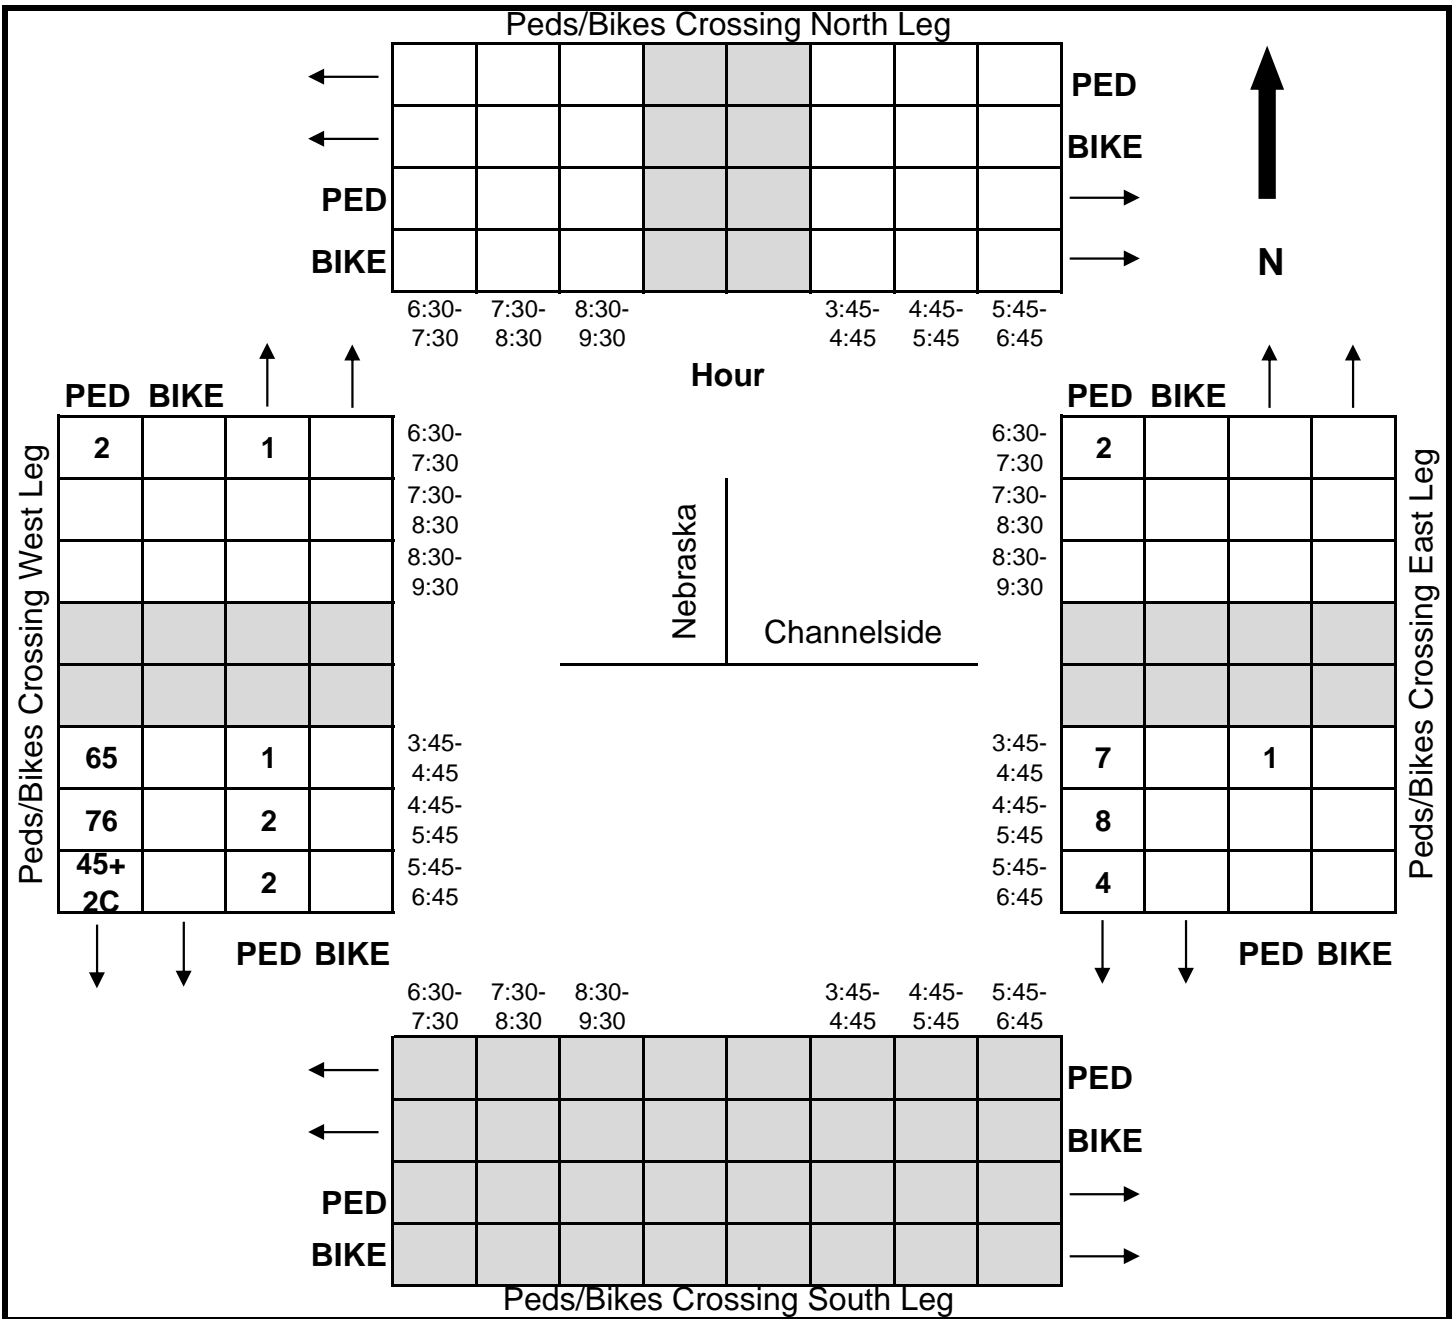 Peds/Bikes Crossing North Leg
PED
BIKE
PED
BIKE
N
6:30- 7:30- 8:30- 3:45- 4:45- 5:45-
7:30 8:30 9:30 4:45 5:45 6:45
Hour
PED BIKE
Peds/Bikes Crossing West Leg
2 1
65 1
76 2
45+ 2
2C
PED BIKE
6:30-
7:30
7:30-
8:30
8:30-
9:30
3:45-
4:45
4:45-
5:45
5:45-
6:45
Nebraska
Channelside
6:30-
7:30
7:30-
8:30
8:30-
9:30
3:45-
4:45
4:45-
5:45
5:45-
6:45
PED BIKE
2
7 1
8
4
PED BIKE
Peds/Bikes Crossing East Leg
6:30- 7:30- 8:30- 3:45- 4:45- 5:45-
7:30 8:30 9:30 4:45 5:45 6:45
PED
BIKE
PED
BIKE
Peds/Bikes Crossing South Leg